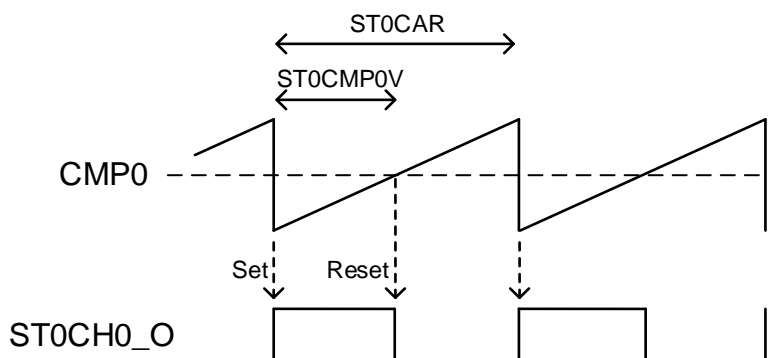 ST0CAR
ST0CMP0V
CMP0
Set
Reset
ST0CH0_O